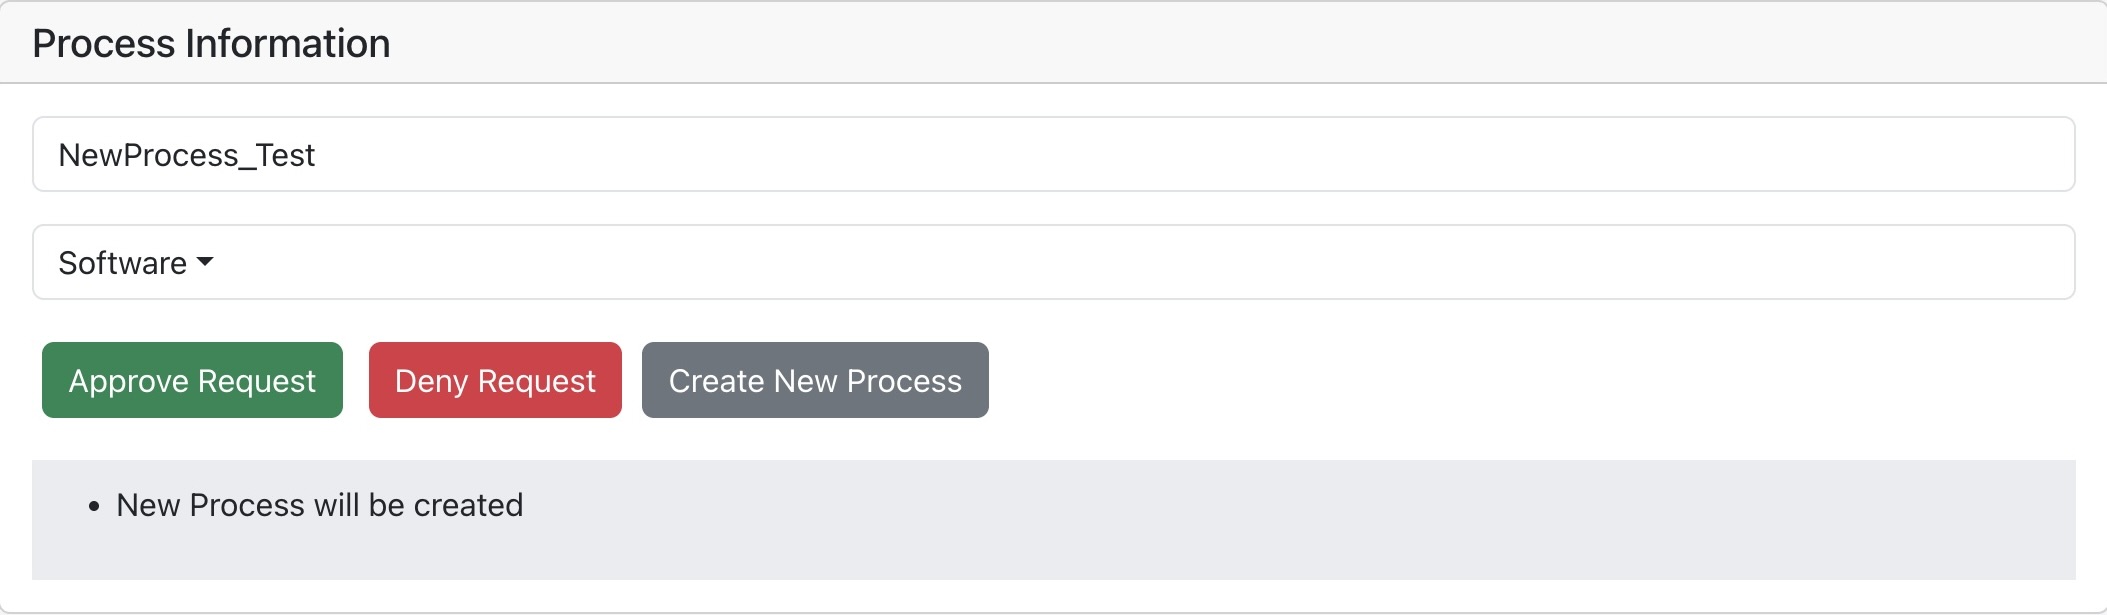 Process Information
NewProcess_Test
Software
Approve Request Deny Request Create New Process
• New Process will be created